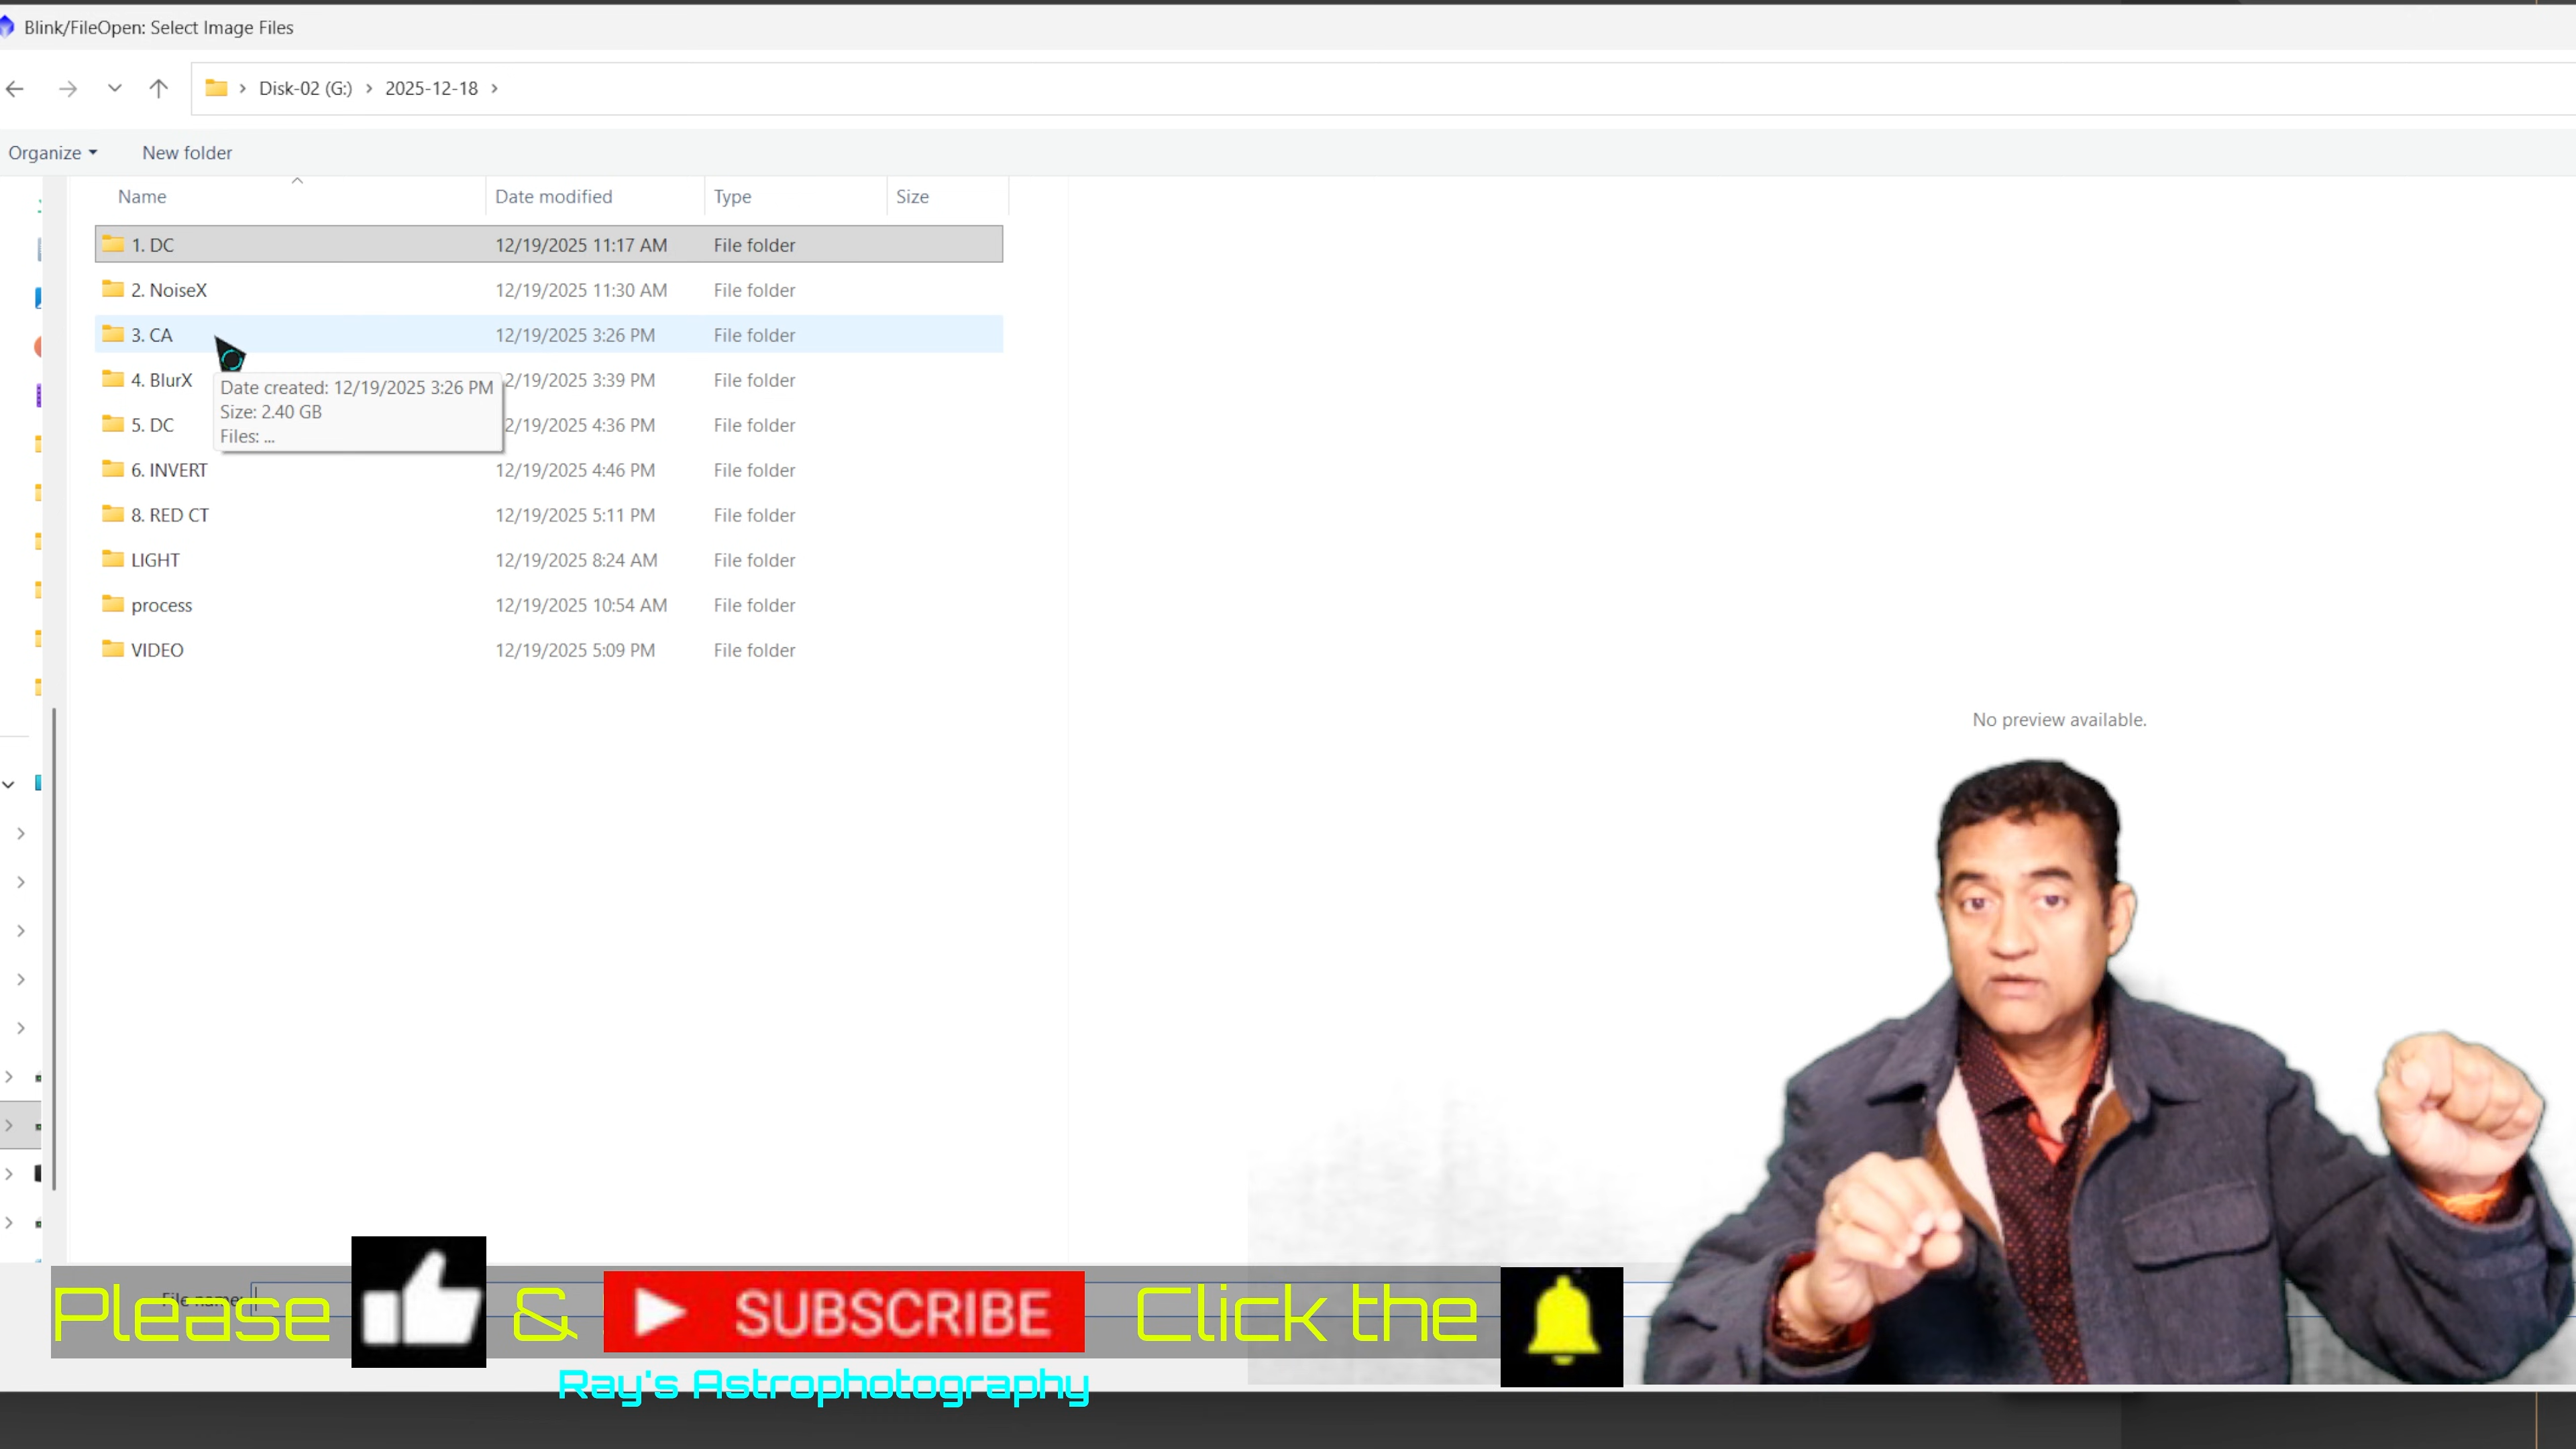 Blink/FileOpen: Select Image Files
Disk-02 (G:) 2025-12-18
Organize New folder
Name Date modified Type Size
1. DC 12/19/2025 11:17 AM File folder
2. NoiseX 12/19/2025 11:30 AM File folder
3. CA 12/19/2025 3:26 PM File folder
4. BlurX 2/19/2025 3:39 PM File folder
Date created: 12/19/2025 3:26 PM
Size: 2.40 GB
Files: ...
5. DC 2/19/2025 4:36 PM File folder
6. INVERT 12/19/2025 4:46 PM File folder
8. RED CT 12/19/2025 5:11 PM File folder
LIGHT 12/19/2025 8:24 AM File folder
process 12/19/2025 10:54 AM File folder
VIDEO 12/19/2025 5:09 PM File folder
No preview available.
File name:
Please & SUBSCRIBE Click the
Ray's Astrophotography